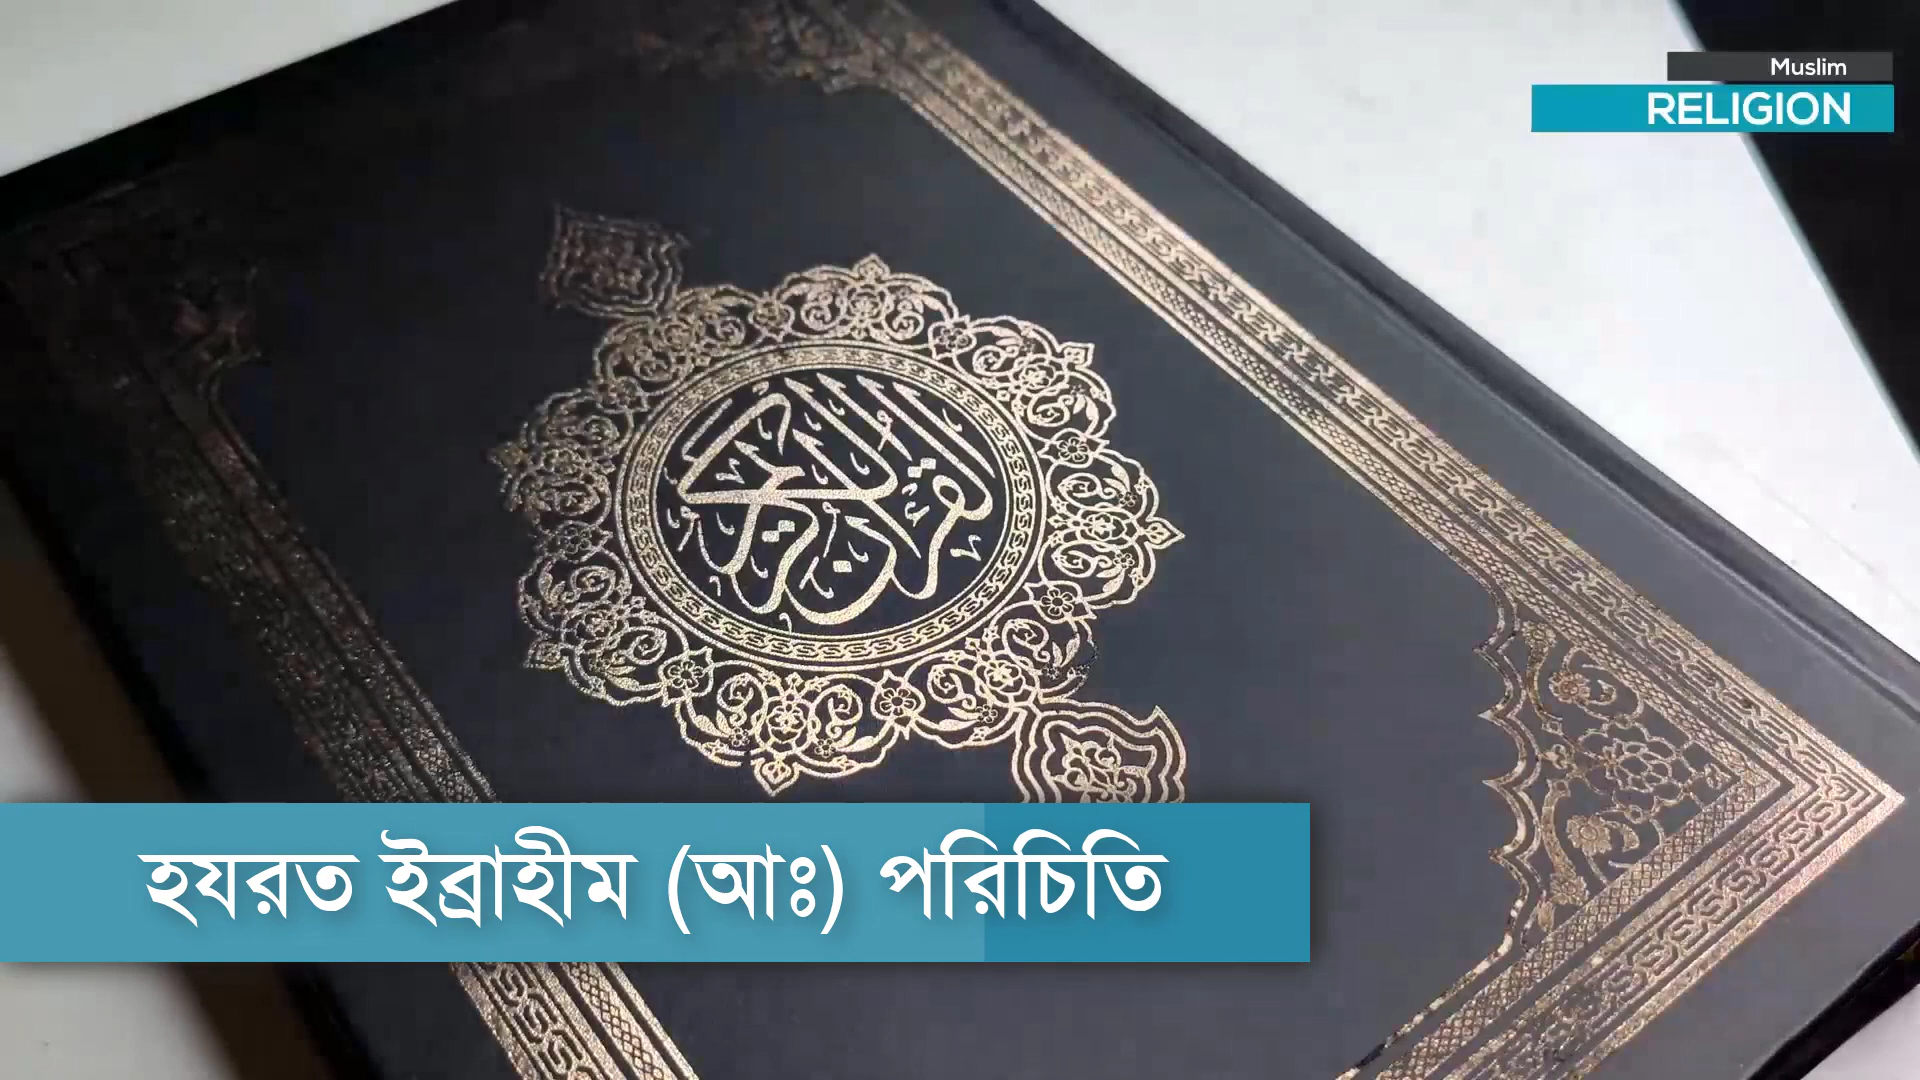 Muslim
RELIGION
القرآن الكريم
হযরত ইব্রাহীম (আঃ) পরিচিতি